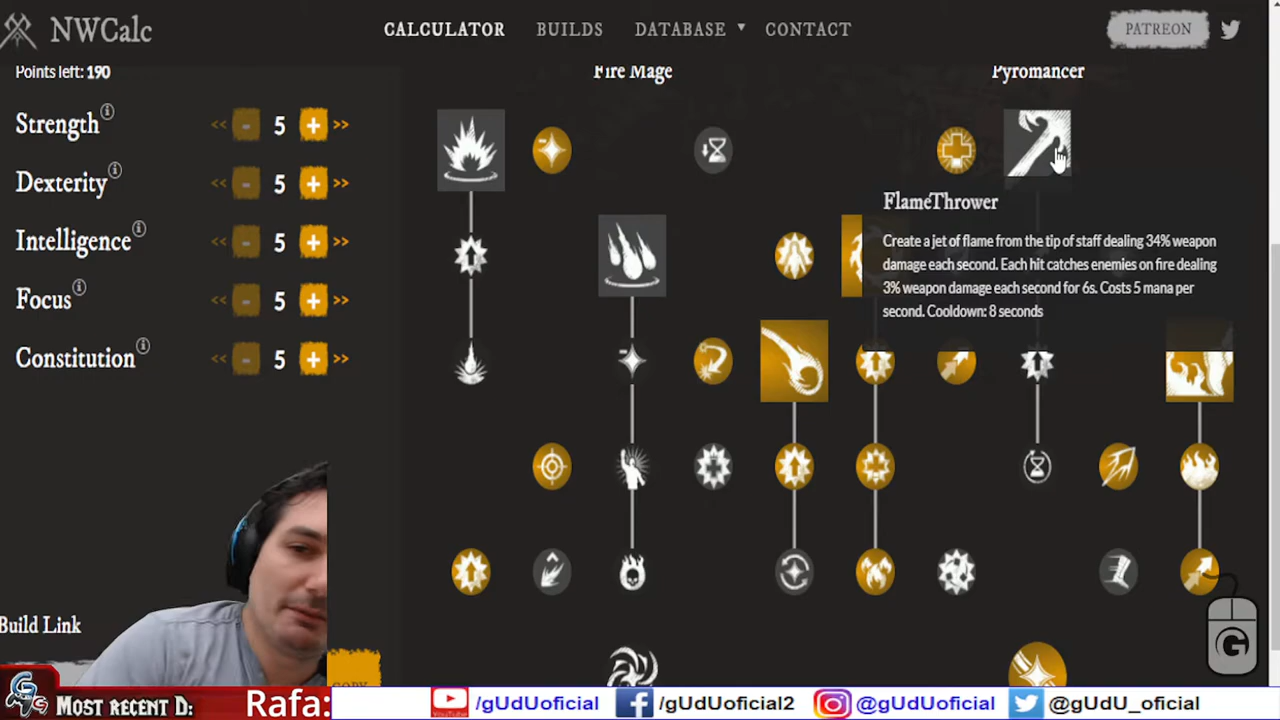 NWCalc
CALCULATOR
BUILDS
DATABASE ▼
CONTACT
PATREON
Points left: 190
Fire Mage
Pyromancer
Strength
<< - 5 + >>
Dexterity
<< - 5 + >>
Intelligence
<< - 5 + >>
Focus
<< - 5 + >>
Constitution
<< - 5 + >>
FlameThrower
Create a jet of flame from the tip of staff dealing 34% weapon
damage each second. Each hit catches enemies on fire dealing
3% weapon damage each second for 6s. Costs 5 mana per
second. Cooldown: 8 seconds
Build Link
COPY
Most recent D:
Rafa:
/gUdUoficial
/gUdUoficial2
@gUdUoficial
@gUdU_oficial